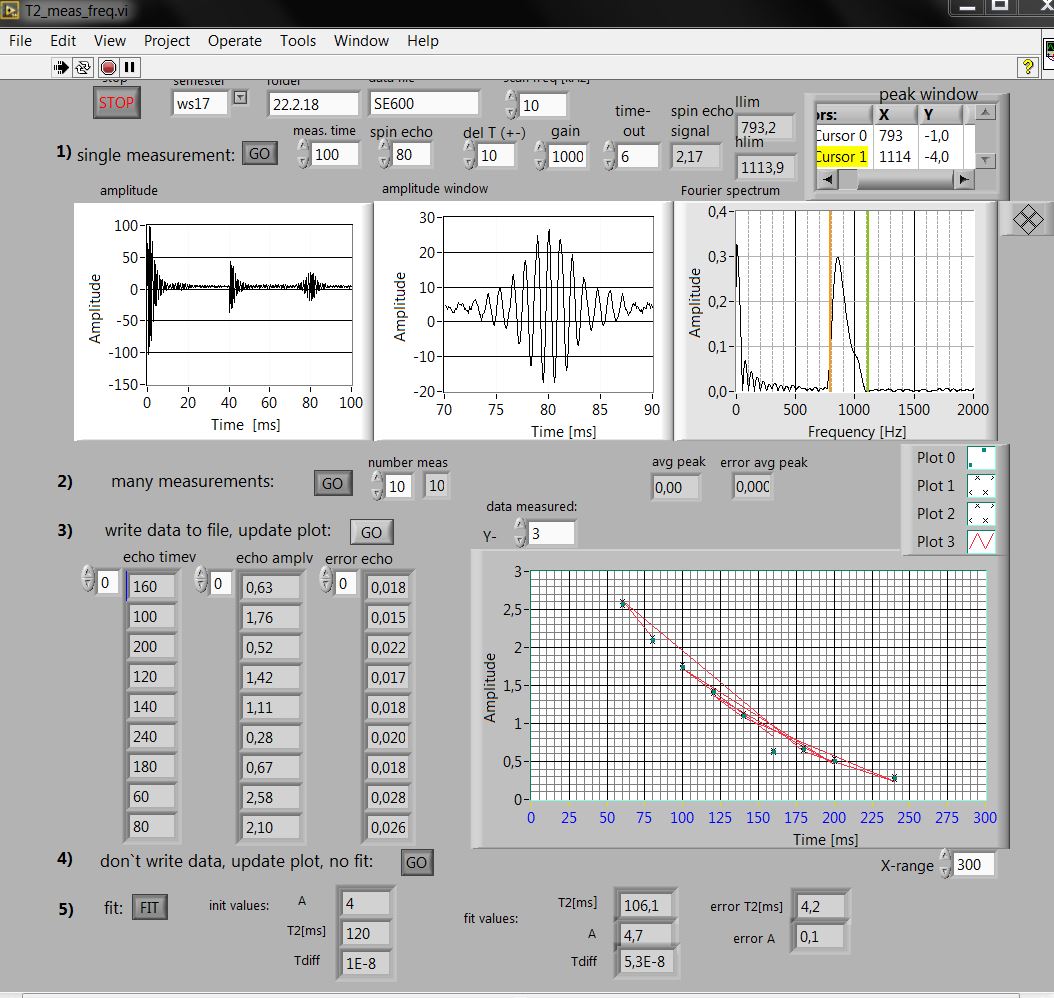 T2_meas_freq.vi
File Edit View Project Operate Tools Window Help
stop semester folder data file scan freq [kHz]
STOP ws17 22.2.18 SE600 10
meas. time spin echo del T (+-) gain time-out spin echo signal llim peak window
1) single measurement: GO 100 80 10 1000 6 2,17 793,2
hlim
1113,9
ors: X Y
Cursor 0 793 -1,0
Cursor 1 1114 -4,0
amplitude amplitude window Fourier spectrum
Amplitude
100
50
0
-50
-100
-150
0 20 40 60 80 100
Time [ms]
Amplitude
30
20
10
0
-10
-20
70 75 80 85 90
Time [ms]
Amplitude
0,4
0,3
0,2
0,1
0,0
0 500 1000 1500 2000
Frequency [Hz]
number meas avg peak error avg peak
2) many measurements: GO 10 10 0,00 0,000
data measured:
3) write data to file, update plot: GO Y- 3
Plot 0
Plot 1
Plot 2
Plot 3
echo timev echo amplv error echo
0 160 0 0,63 0 0,018
100 1,76 0,015
200 0,52 0,022
120 1,42 0,017
140 1,11 0,018
240 0,28 0,020
180 0,67 0,018
60 2,58 0,028
80 2,10 0,026
Amplitude
3
2,5
2
1,5
1
0,5
0
0 25 50 75 100 125 150 175 200 225 250 275 300
Time [ms]
4) don`t write data, update plot, no fit: GO
X-range 300
5) fit: FIT init values: A 4
T2[ms] 120
Tdiff 1E-8
fit values: T2[ms] 106,1 error T2[ms] 4,2
A 4,7 error A 0,1
Tdiff 5,3E-8